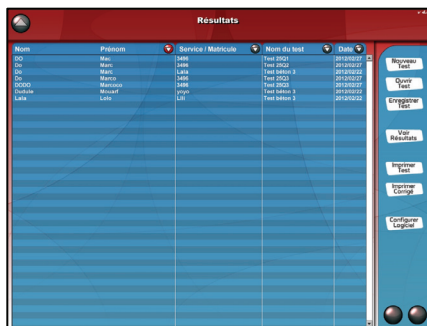 Résultats
Nom Prénom Service / Matricule Nom du test Date
DO Mac 3496 Test 25Q1 2012/02/27
Do Marc 3496 Test 25Q2 2012/02/27
Do Marc Lala Test béton 3 2012/02/22
Do Marco 3496 Test 25Q3 2012/02/27
DODO Marcoco 3496 Test 25Q3 2012/02/27
Dudule Mouarf yoyo Test béton 3 2012/02/22
Lala Lolo Lili Test béton 3 2012/02/22
Nouveau
Test
Ouvrir
Test
Enregistrer
Test
Voir
Résultats
Imprimer
Test
Imprimer
Corrigé
Configurer
Logiciel